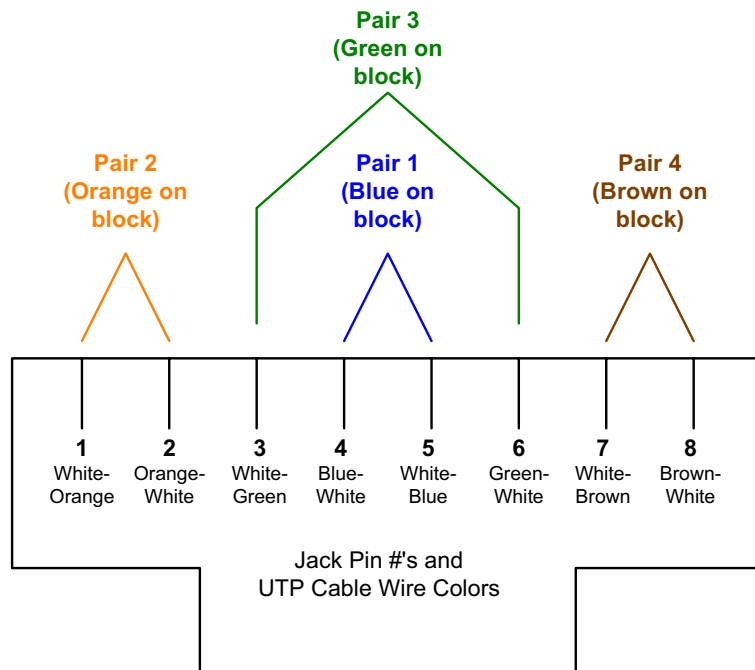 Pair 3
(Green on
block)
Pair 2
(Orange on
block)
Pair 1
(Blue on
block)
Pair 4
(Brown on
block)
1
White-
Orange
2
Orange-
White
3
White-
Green
4
Blue-
White
5
White-
Blue
6
Green-
White
7
White-
Brown
8
Brown-
White
Jack Pin #'s and
UTP Cable Wire Colors